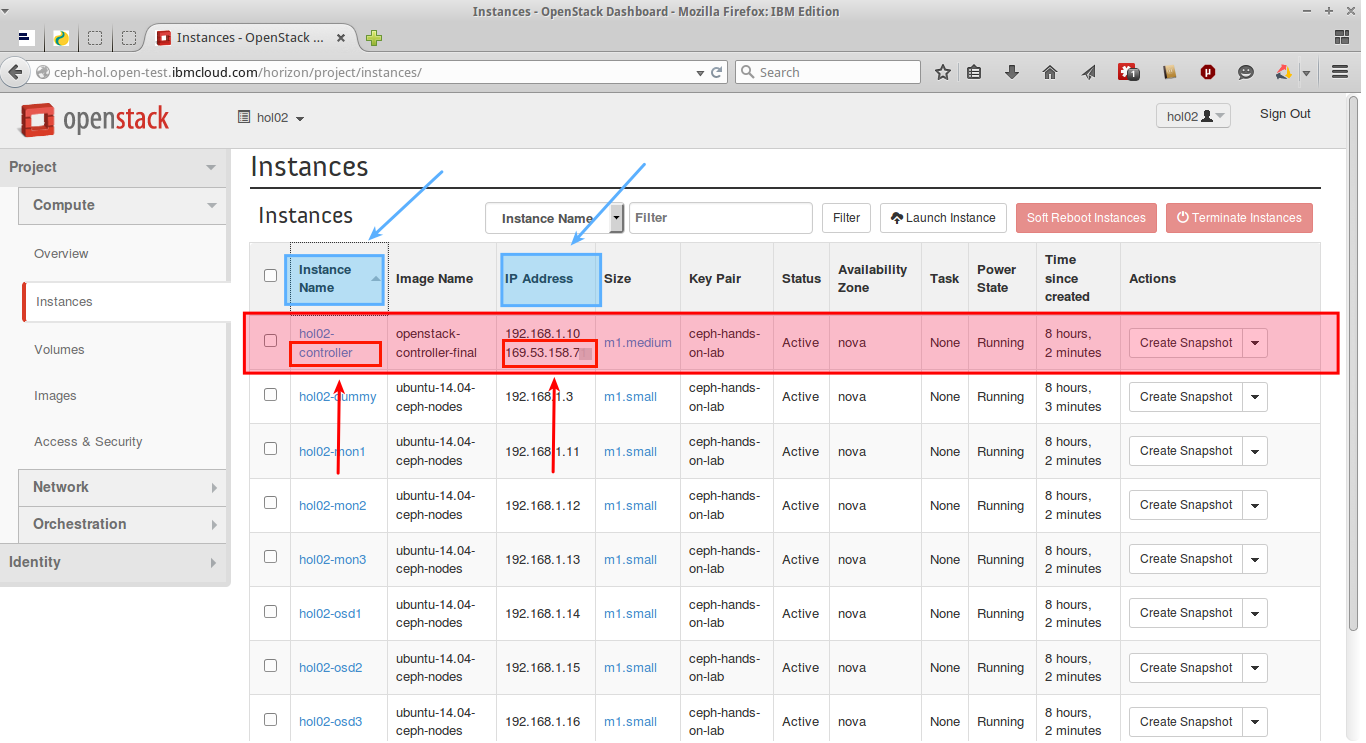 Instances - OpenStack Dashboard - Mozilla Firefox: IBM Edition
Instances - OpenStack ...
ceph-hol.open-test.ibmcloud.com/horizon/project/instances/
Search
1
openstack
hol02
hol02
Sign Out
Project
Compute
Overview
Instances
Volumes
Images
Access & Security
Network
Orchestration
Identity
Instances
Instances
Instance Name
Filter
Filter
Launch Instance
Soft Reboot Instances
Terminate Instances
Instance Name Image Name IP Address Size Key Pair Status Availability Zone Task Power State Time since created Actions
hol02-controller openstack-controller-final 192.168.1.10 169.53.158.7 m1.medium ceph-hands-on-lab Active nova None Running 8 hours, 2 minutes Create Snapshot
hol02-dummy ubuntu-14.04-ceph-nodes 192.168.1.3 m1.small ceph-hands-on-lab Active nova None Running 8 hours, 3 minutes Create Snapshot
hol02-mon1 ubuntu-14.04-ceph-nodes 192.168.1.11 m1.small ceph-hands-on-lab Active nova None Running 8 hours, 2 minutes Create Snapshot
hol02-mon2 ubuntu-14.04-ceph-nodes 192.168.1.12 m1.small ceph-hands-on-lab Active nova None Running 8 hours, 2 minutes Create Snapshot
hol02-mon3 ubuntu-14.04-ceph-nodes 192.168.1.13 m1.small ceph-hands-on-lab Active nova None Running 8 hours, 2 minutes Create Snapshot
hol02-osd1 ubuntu-14.04-ceph-nodes 192.168.1.14 m1.small ceph-hands-on-lab Active nova None Running 8 hours, 2 minutes Create Snapshot
hol02-osd2 ubuntu-14.04-ceph-nodes 192.168.1.15 m1.small ceph-hands-on-lab Active nova None Running 8 hours, 2 minutes Create Snapshot
hol02-osd3 ubuntu-14.04-ceph-nodes 192.168.1.16 m1.small ceph-hands-on-lab Active nova None Running 8 hours, 2 minutes Create Snapshot